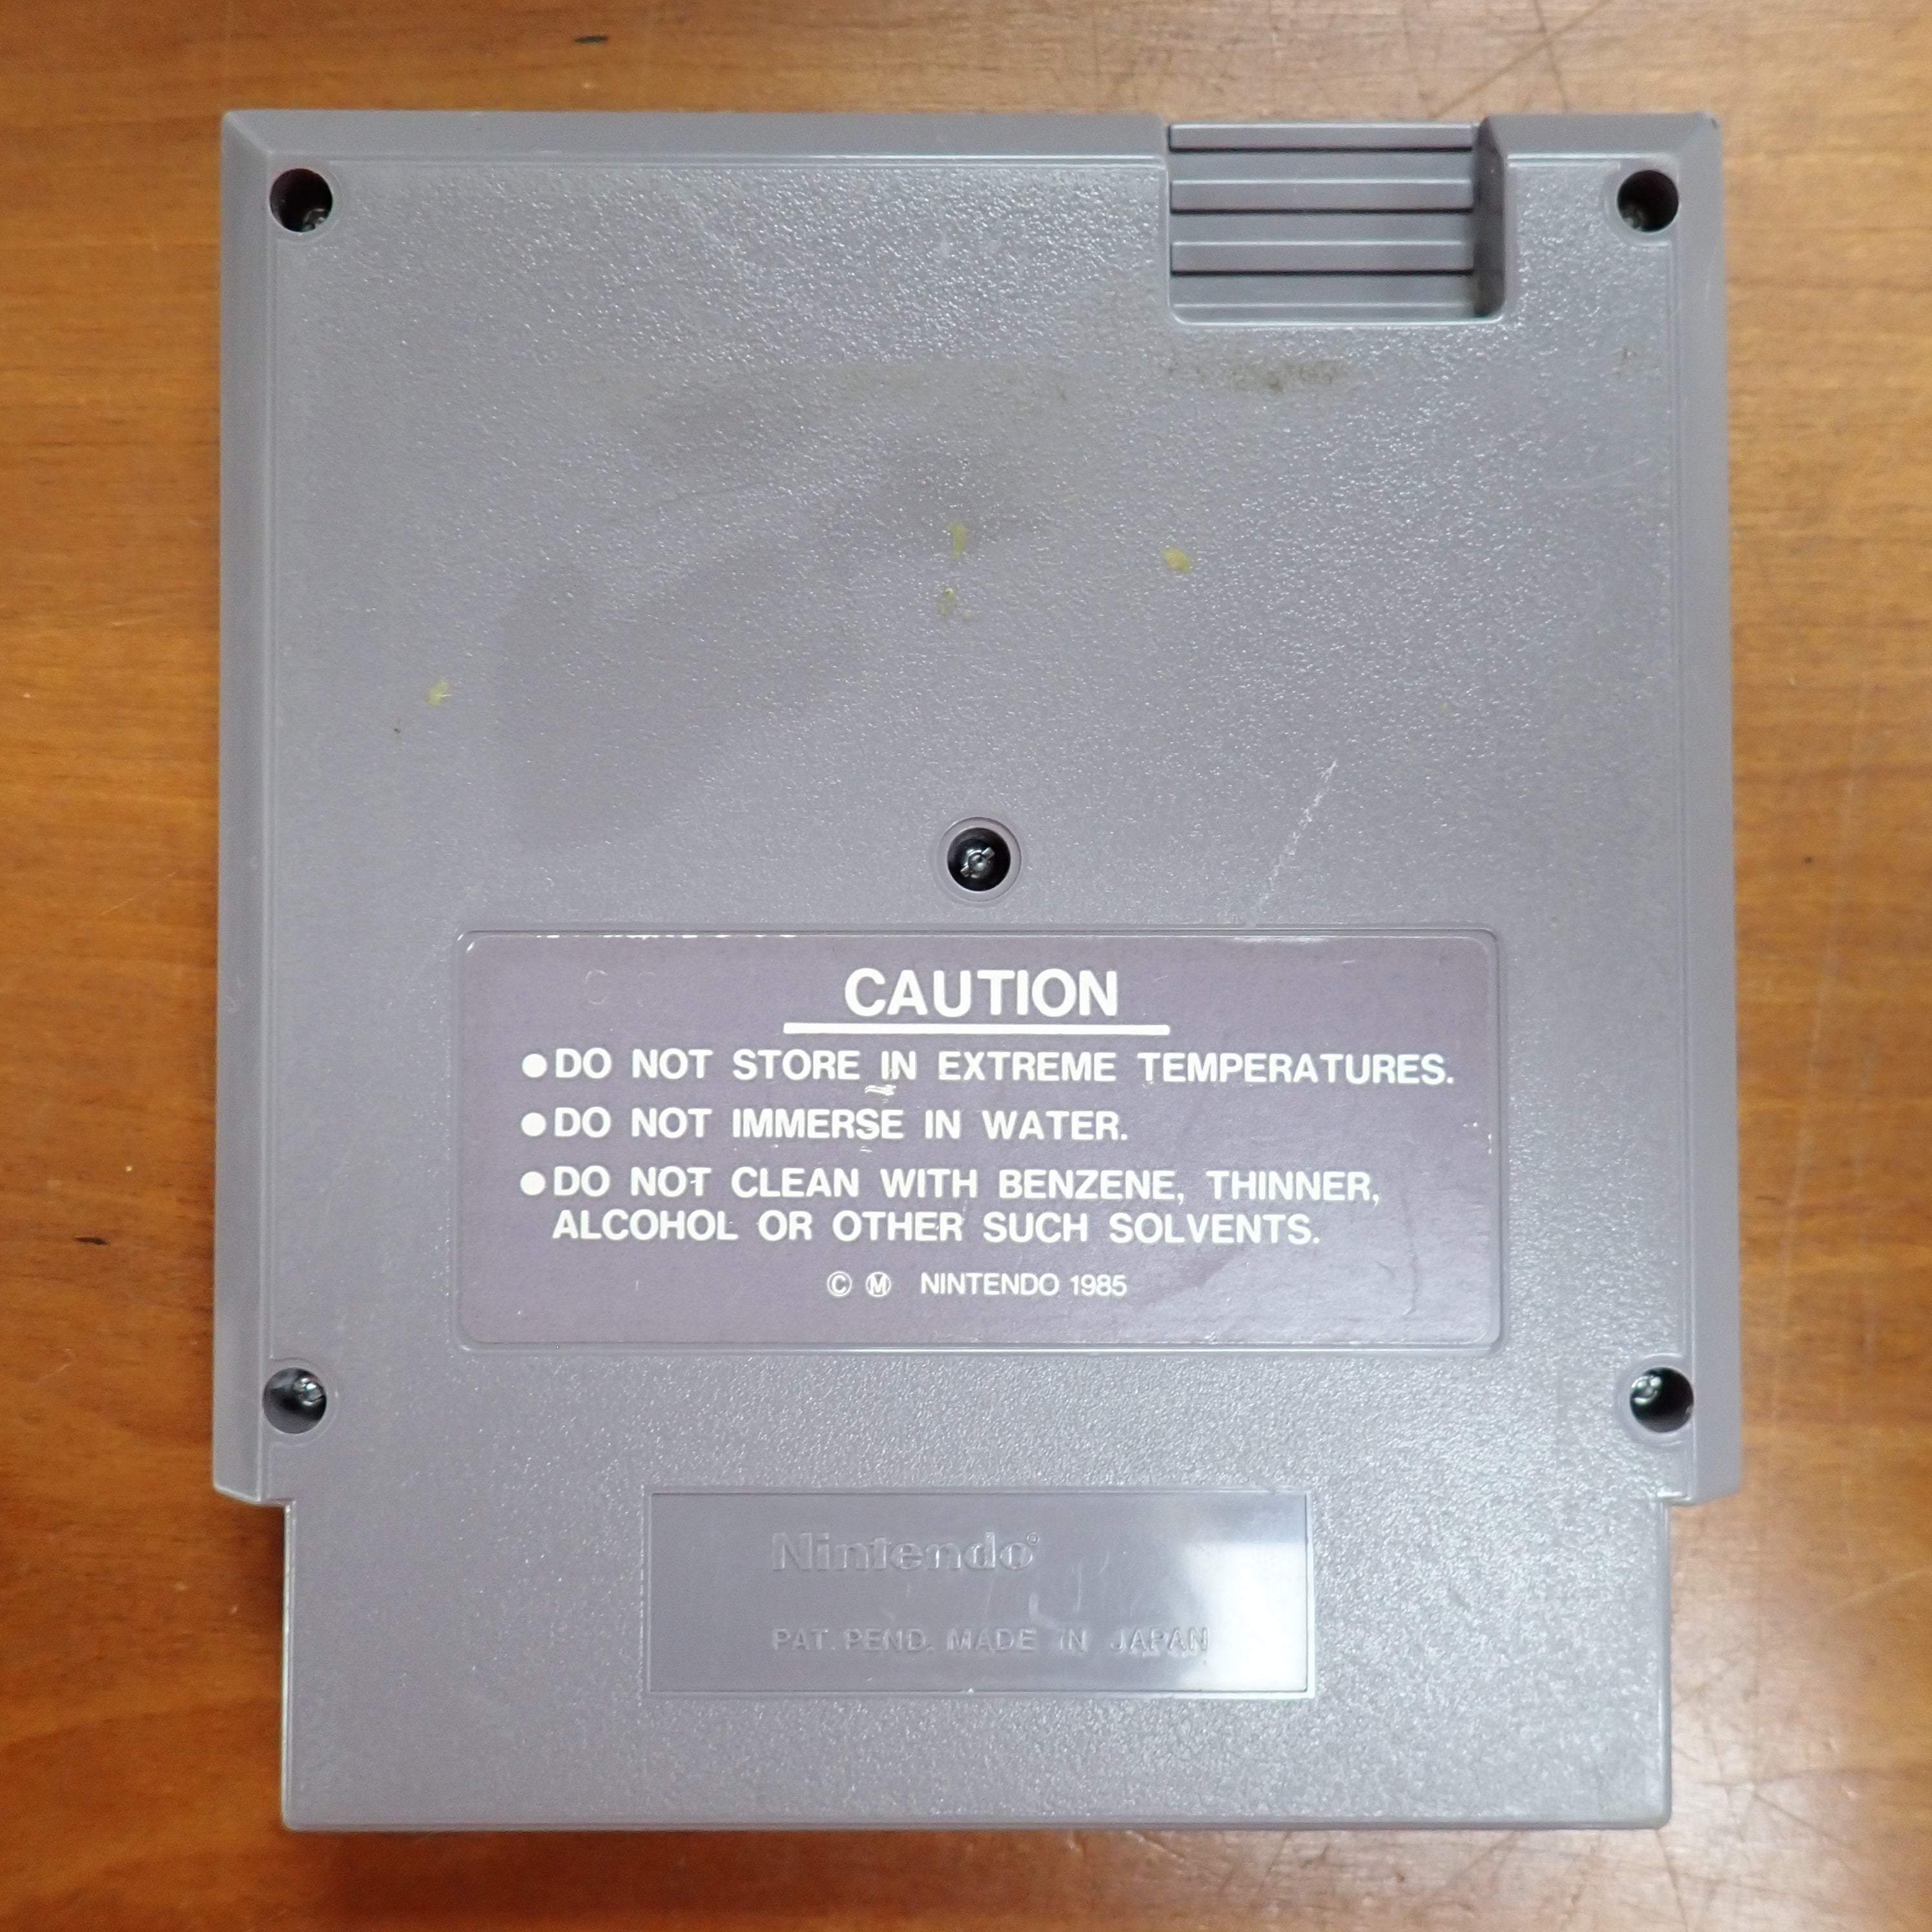 CAUTION
●DO NOT STORE IN EXTREME TEMPERATURES.
●DO NOT IMMERSE IN WATER.
●DO NOT CLEAN WITH BENZENE, THINNER,
ALCOHOL OR OTHER SUCH SOLVENTS.
© Ⓜ NINTENDO 1985
Nintendo®
PAT. PEND. MADE IN JAPAN